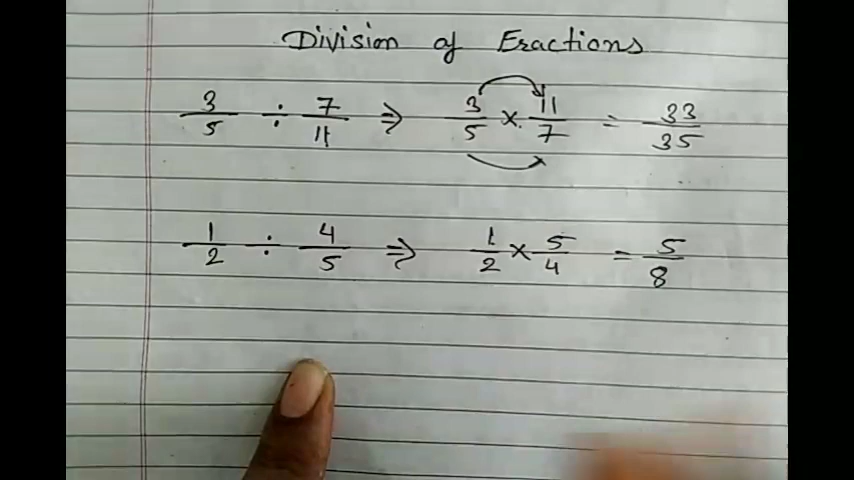 Division of Fractions
3/5 ÷ 7/11 ⇒ 3/5 × 11/7 = 33/35
1/2 ÷ 4/5 ⇒ 1/2 × 5/4 = 5/8